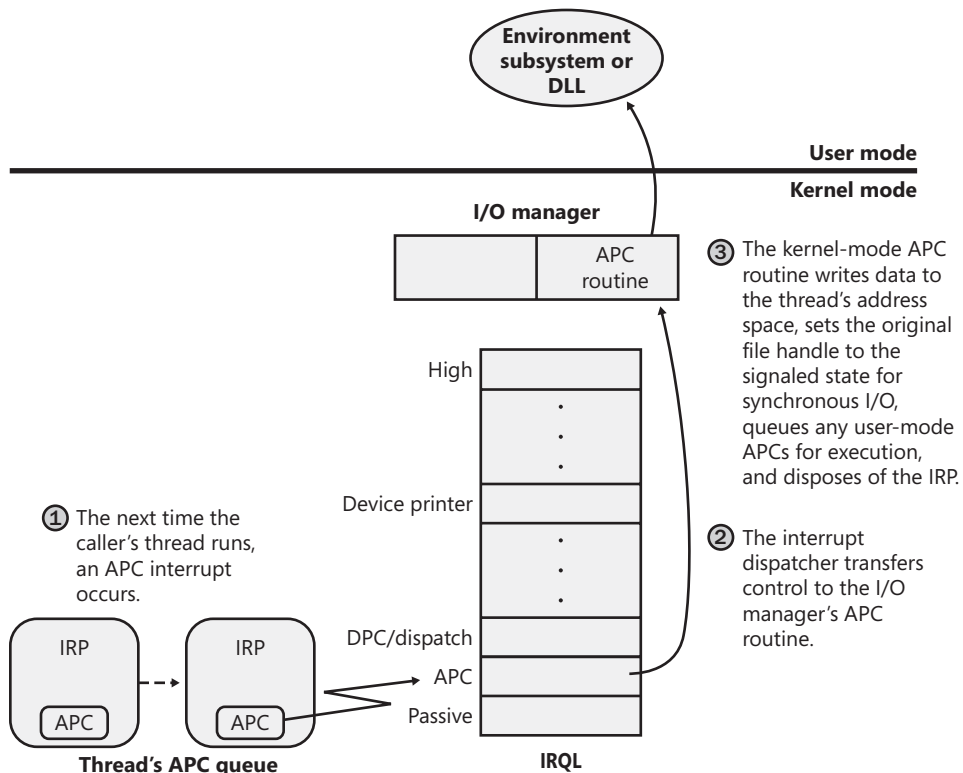 Environment
subsystem or
DLL
User mode
Kernel mode
I/O manager
APC
routine
③ The kernel-mode APC
routine writes data to
the thread's address
space, sets the original
file handle to the
signaled state for
synchronous I/O,
queues any user-mode
APCs for execution,
and disposes of the IRP.
High
.
.
.
Device printer
.
.
.
① The next time the
caller's thread runs,
an APC interrupt
occurs.
② The interrupt
dispatcher transfers
control to the I/O
manager's APC
routine.
IRP
APC
IRP
APC
DPC/dispatch
APC
Passive
Thread's APC queue
IRQL